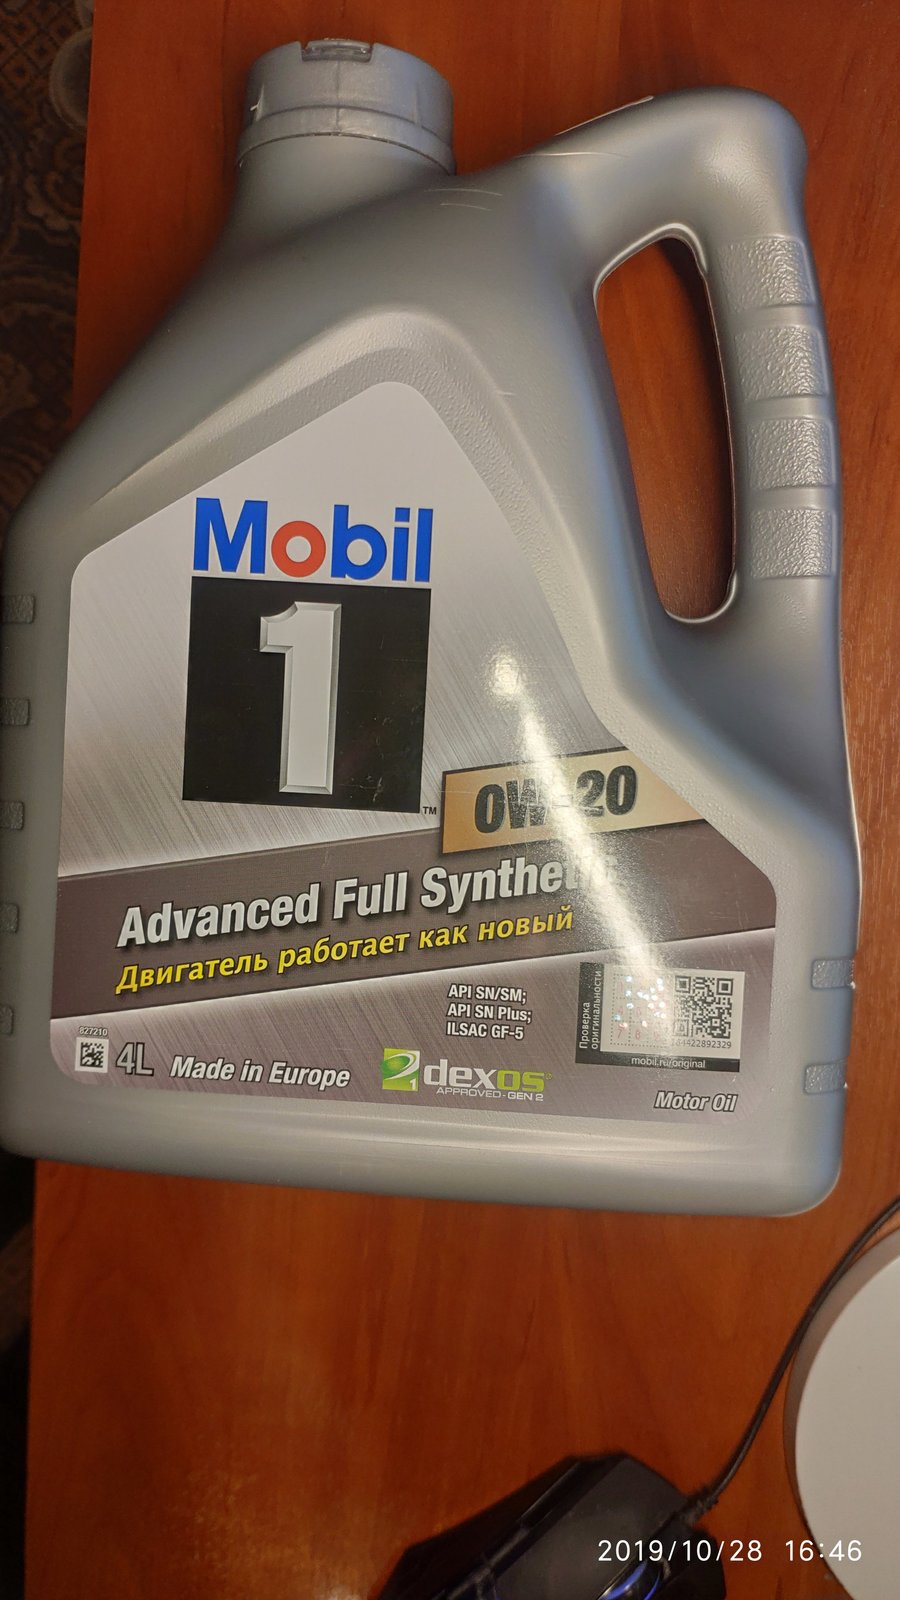 Mobil
1
™
0W-20
Advanced Full Synthetic
Двигатель работает как новый
API SN/SM;
API SN Plus;
ILSAC GF-5
Проверка
оригинальности
mobil.ru/original
827210
4L
Made in Europe
dexos®
1
APPROVED-GEN 2
Motor Oil
2019/10/28 16:46